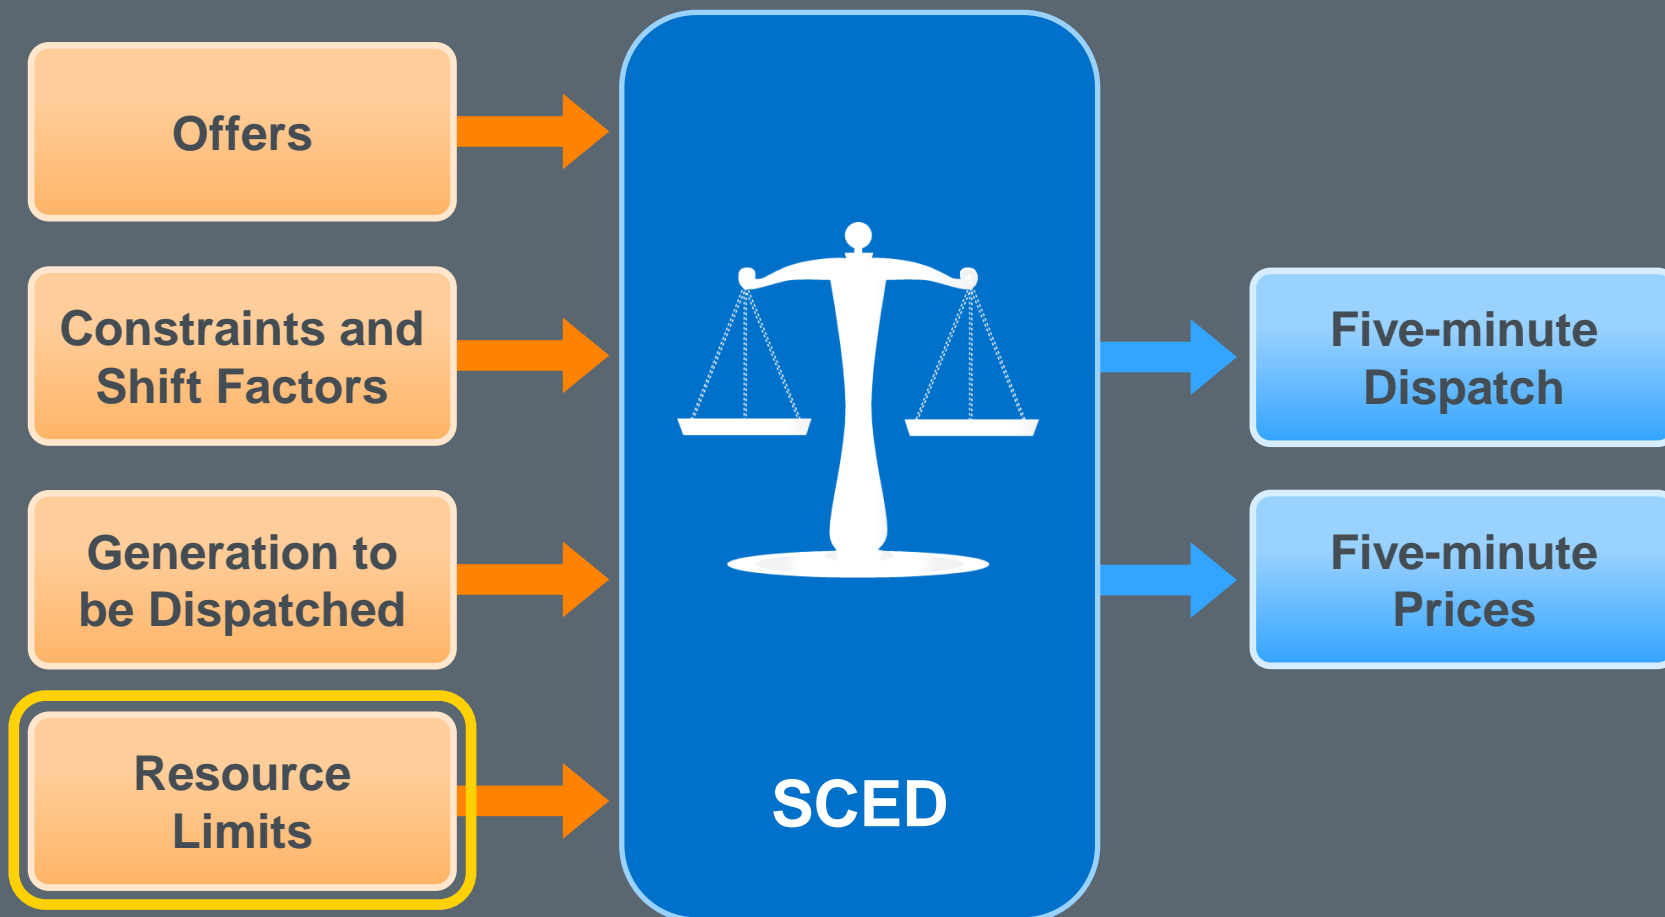 Offers
Constraints and
Shift Factors
Generation to
be Dispatched
Resource
Limits
SCED
Five-minute
Dispatch
Five-minute
Prices